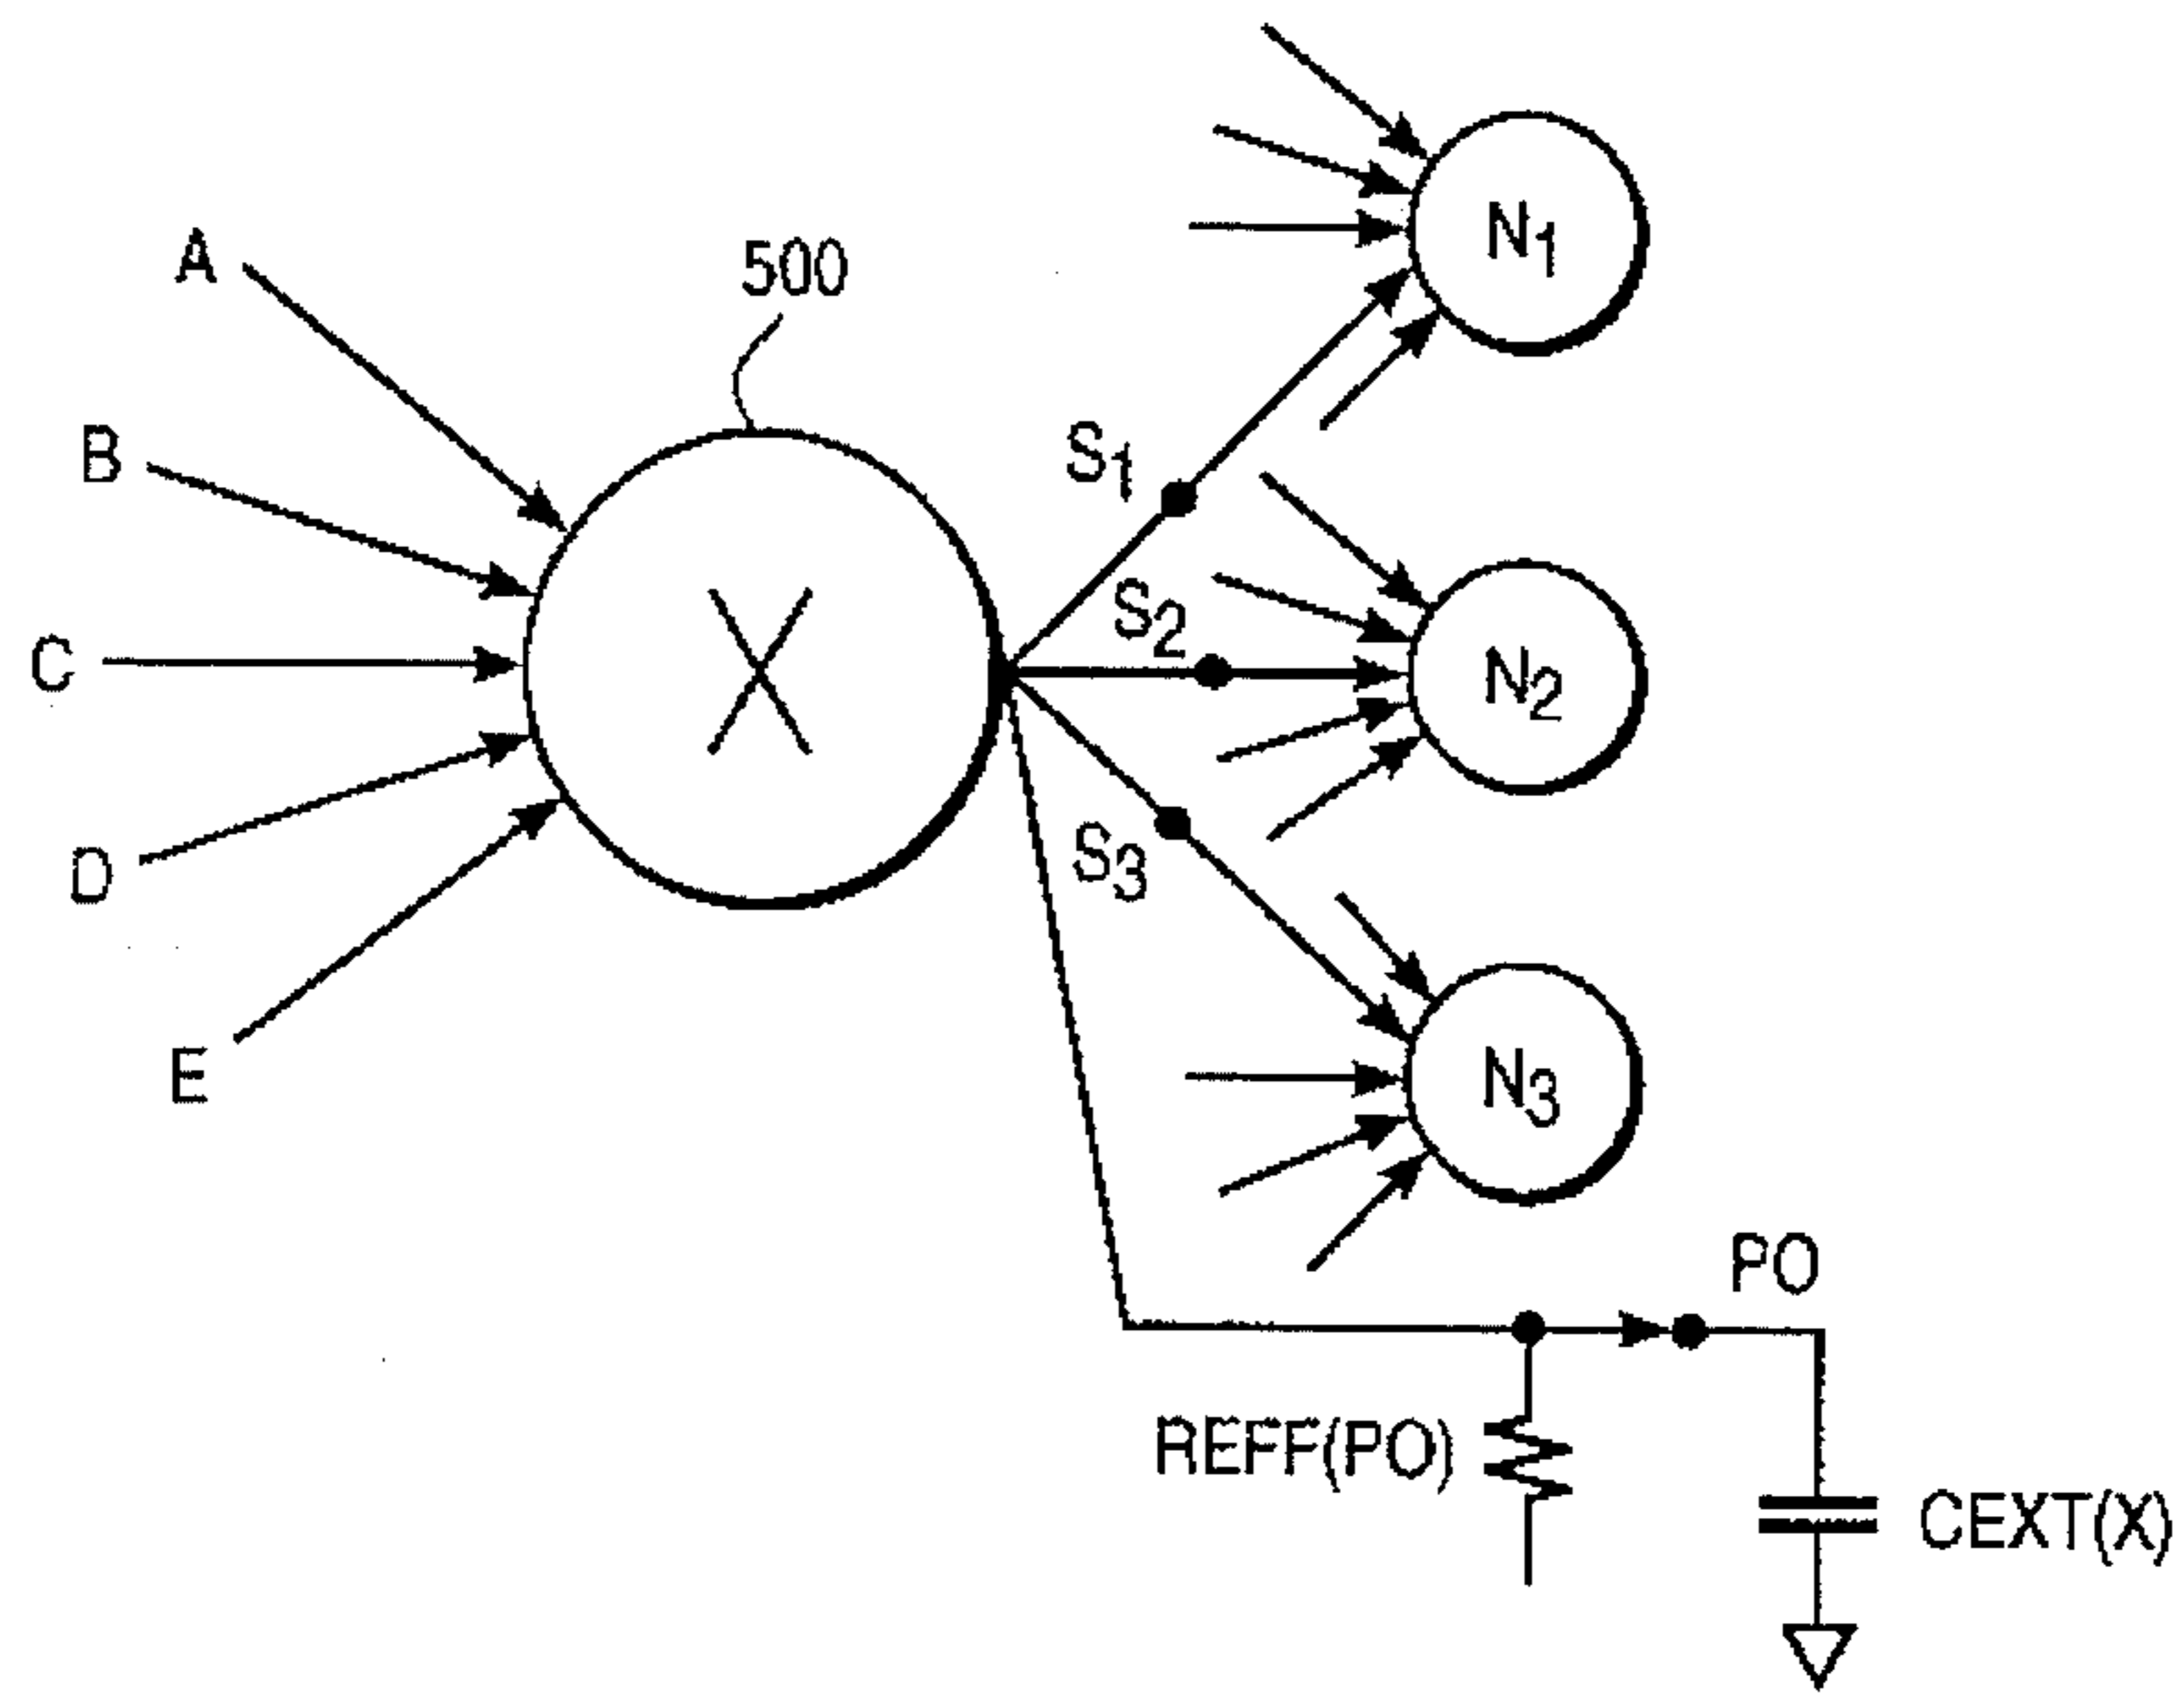 A
B
C
D
E
500
X
S1
S2
S3
N1
N2
N3
PO
REFF(PO)
CEXT(X)